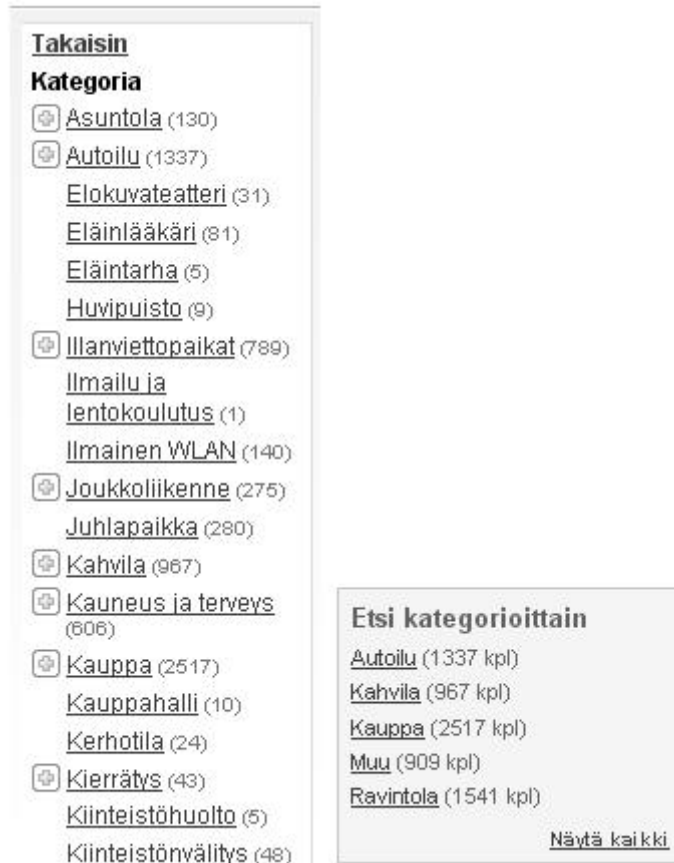 Takaisin
Kategoria
Asuntola (130)
Autoilu (1337)
Elokuvateatteri (31)
Eläinlääkäri (81)
Eläintarha (5)
Huvipuisto (9)
Illanviettopaikat (789)
Ilmailu ja
lentokoulutus (1)
Ilmainen WLAN (140)
Joukkoliikenne (275)
Juhlapaikka (280)
Kahvila (967)
Kauneus ja terveys
(606)
Kauppa (2517)
Kauppahalli (10)
Kerhotila (24)
Kierrätys (43)
Kiinteistöhuolto (5)
Kiinteistönvälitys (48)
Etsi kategorioittain
Autoilu (1337 kpl)
Kahvila (967 kpl)
Kauppa (2517 kpl)
Muu (909 kpl)
Ravintola (1541 kpl)
Näytä kaikki